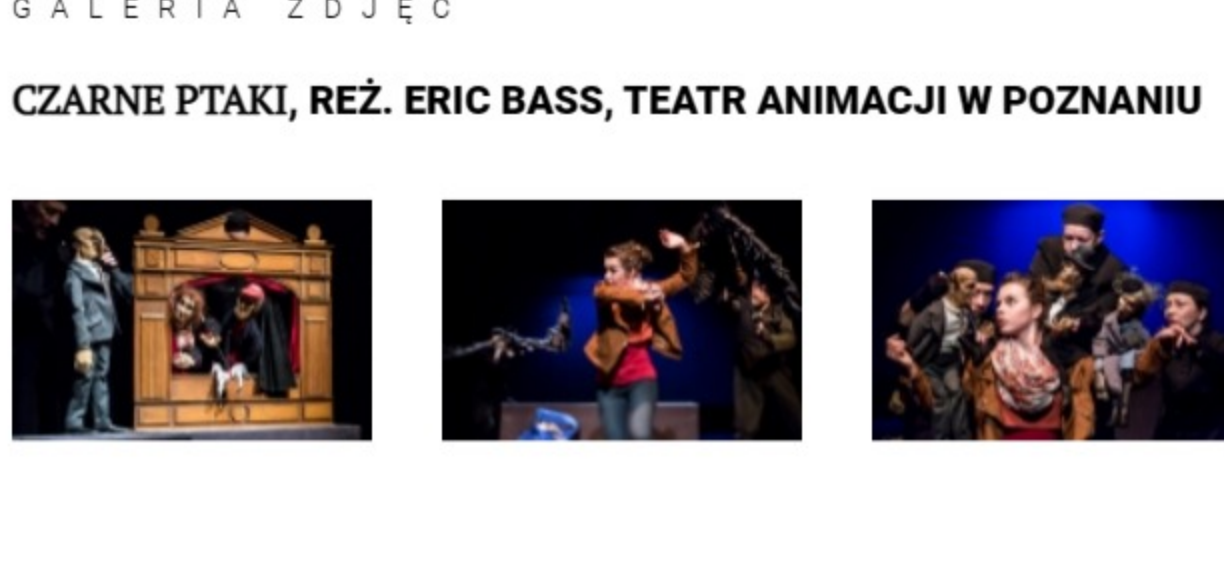 GALERIA ZDJĘĆ
CZARNE PTAKI, REŻ. ERIC BASS, TEATR ANIMACJI W POZNANIU